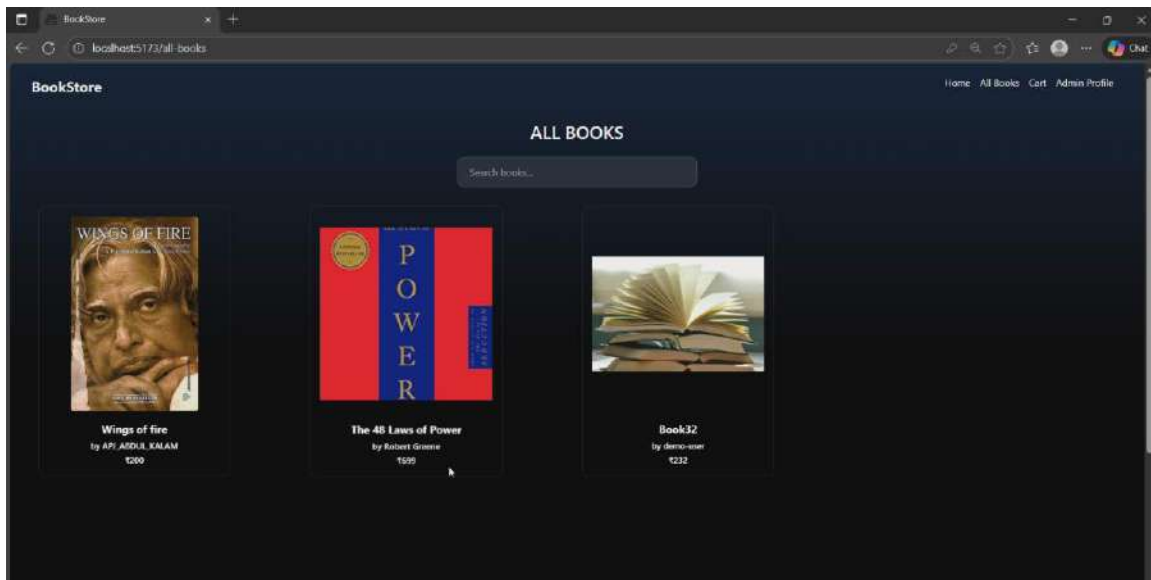 BookStore
localhost:5173/all-books
Chat
BookStore
Home All Books Cart Admin Profile
ALL BOOKS
Search books...
WINGS OF FIRE
POWER
Wings of fire
by APJ_ABDUL_KALAM
₹200
The 48 Laws of Power
by Robert Greene
₹699
Book32
by demo-user
₹232